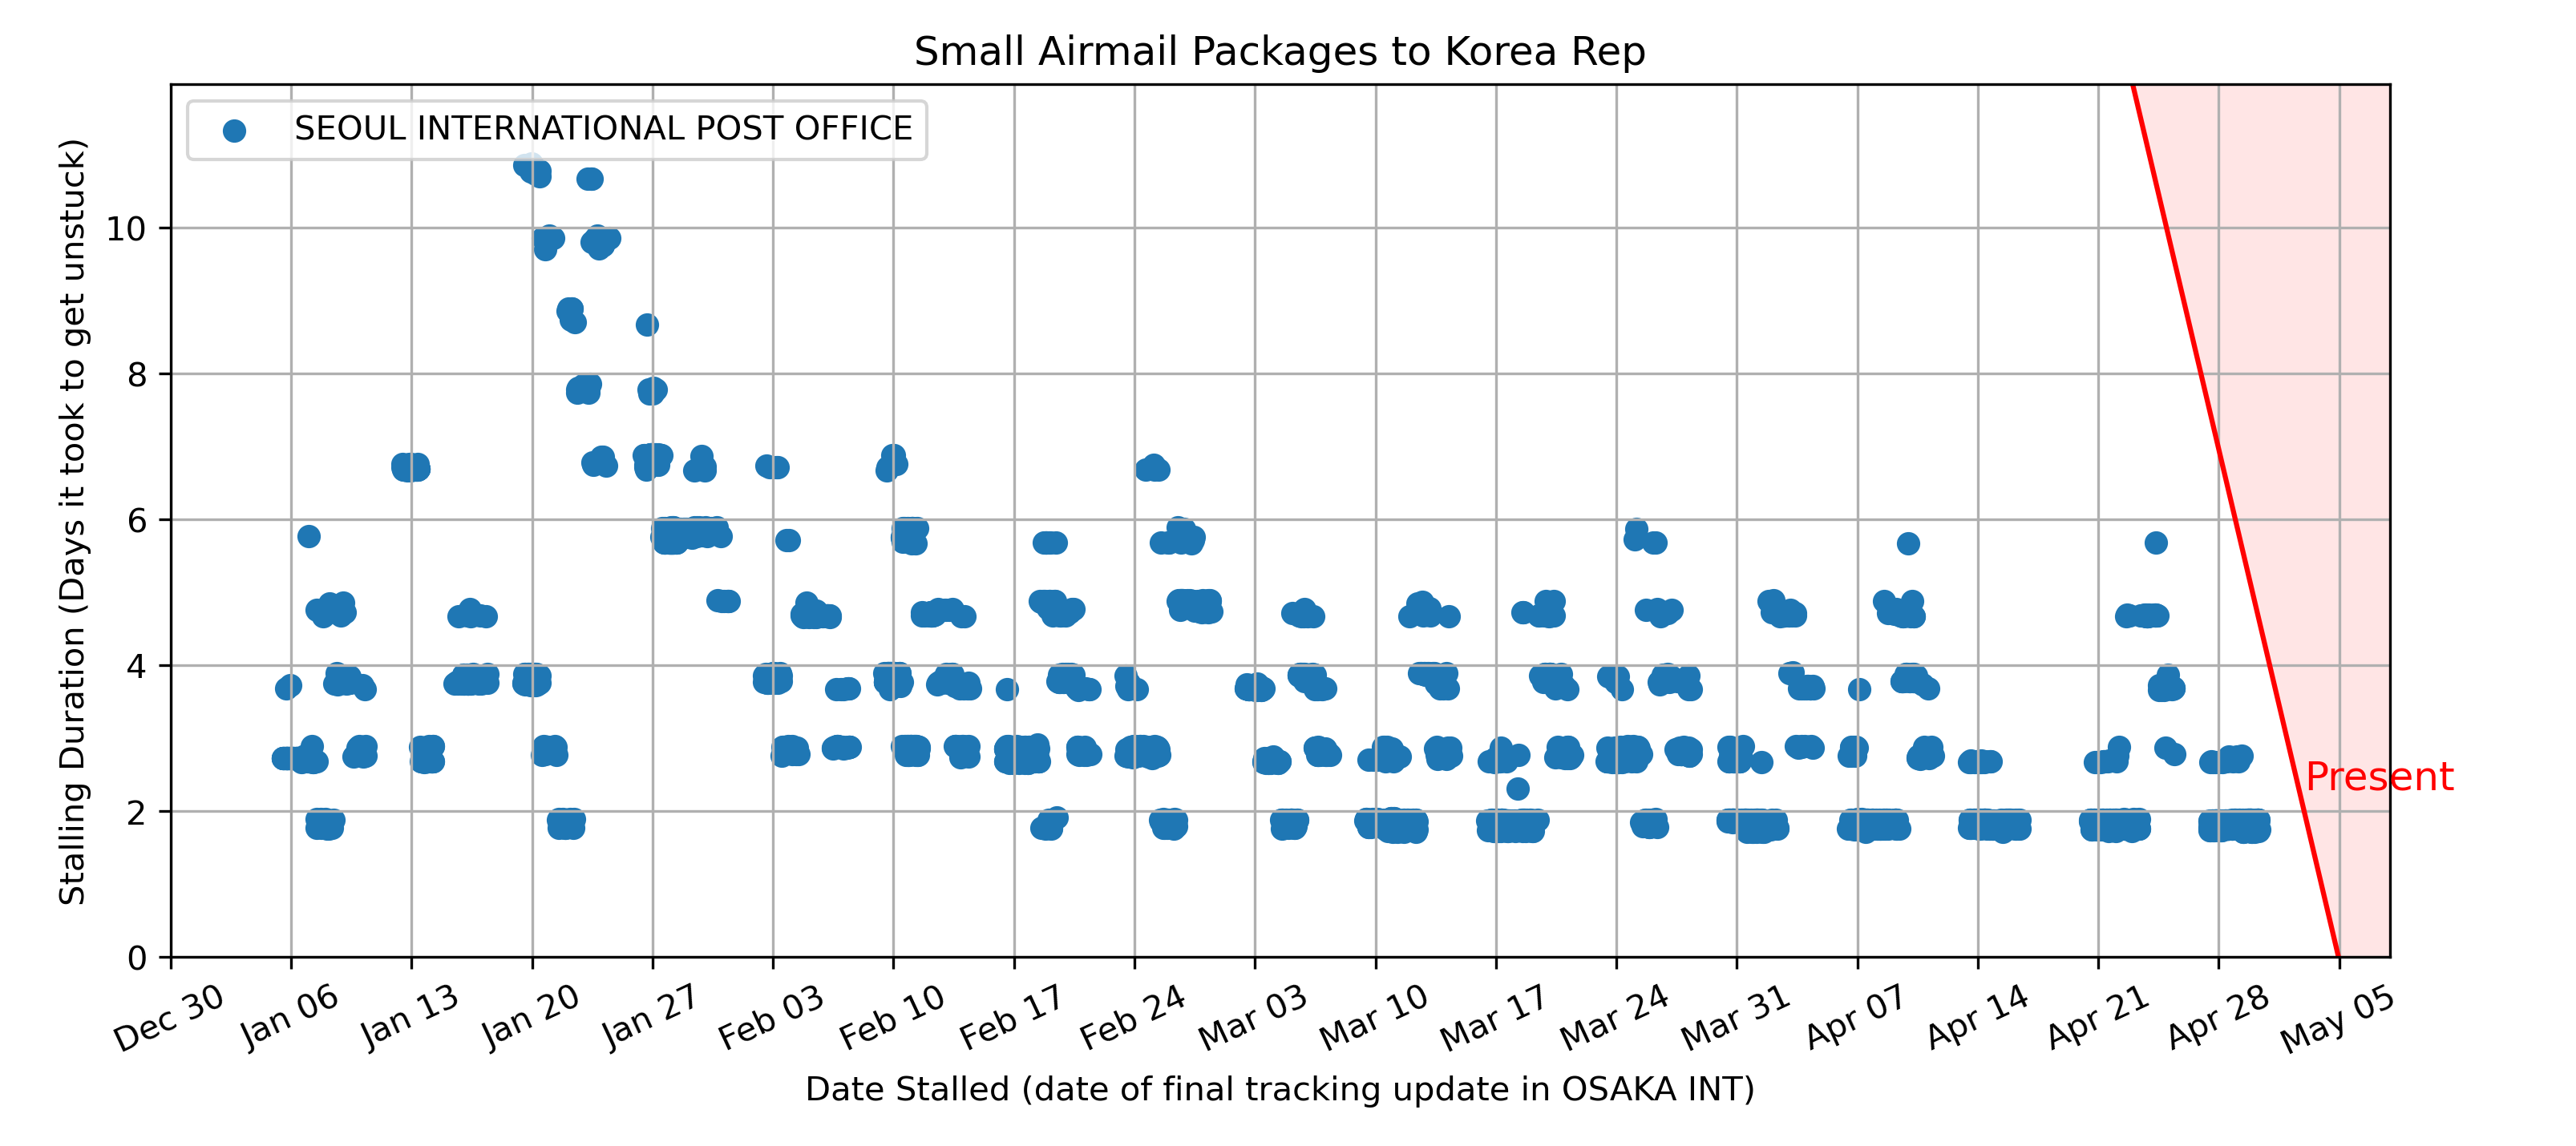 Small Airmail Packages to Korea Rep
SEOUL INTERNATIONAL POST OFFICE
Stalling Duration (Days it took to get unstuck)
10
8
6
4
2
0
Present
Dec 30
Jan 06
Jan 13
Jan 20
Jan 27
Feb 03
Feb 10
Feb 17
Feb 24
Mar 03
Mar 10
Mar 17
Mar 24
Mar 31
Apr 07
Apr 14
Apr 21
Apr 28
May 05
Date Stalled (date of final tracking update in OSAKA INT)